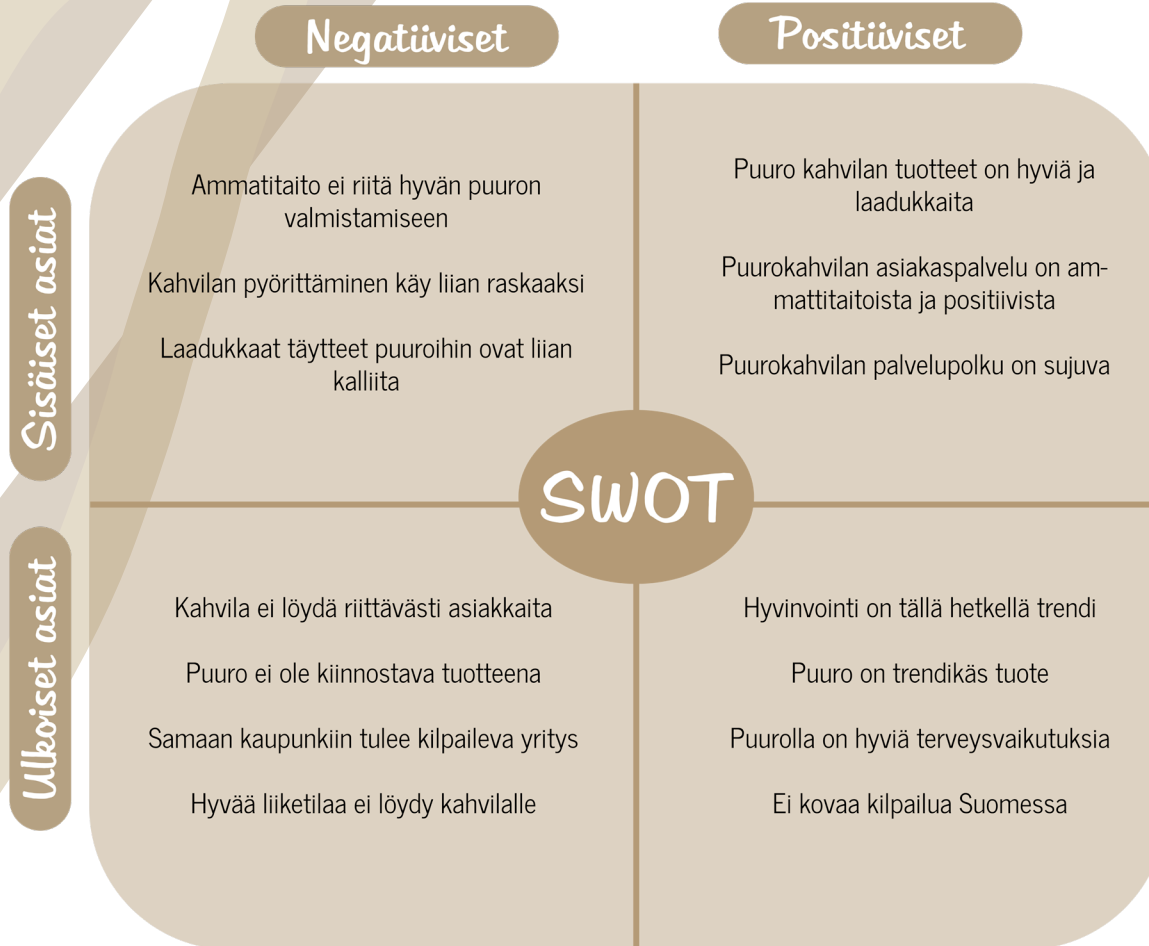 Negatiiviset
Positiiviset
Sisäiset asiat
Ammatitaito ei riitä hyvän puuron
valmistamiseen
Kahvilan pyörittäminen käy liian raskaaksi
Laadukkaat täytteet puuroihin ovat liian
kalliita
Puuro kahvilan tuotteet on hyviä ja
laadukkaita
Puurokahvilan asiakaspalvelu on am-
mattitaitoista ja positiivista
Puurokahvilan palvelupolku on sujuva
SWOT
Ulkoiset asiat
Kahvila ei löydä riittävästi asiakkaita
Puuro ei ole kiinnostava tuotteena
Samaan kaupunkiin tulee kilpaileva yritys
Hyvää liiketilaa ei löydy kahvilalle
Hyvinvointi on tällä hetkellä trendi
Puuro on trendikäs tuote
Puurolla on hyviä terveysvaikutuksia
Ei kovaa kilpailua Suomessa